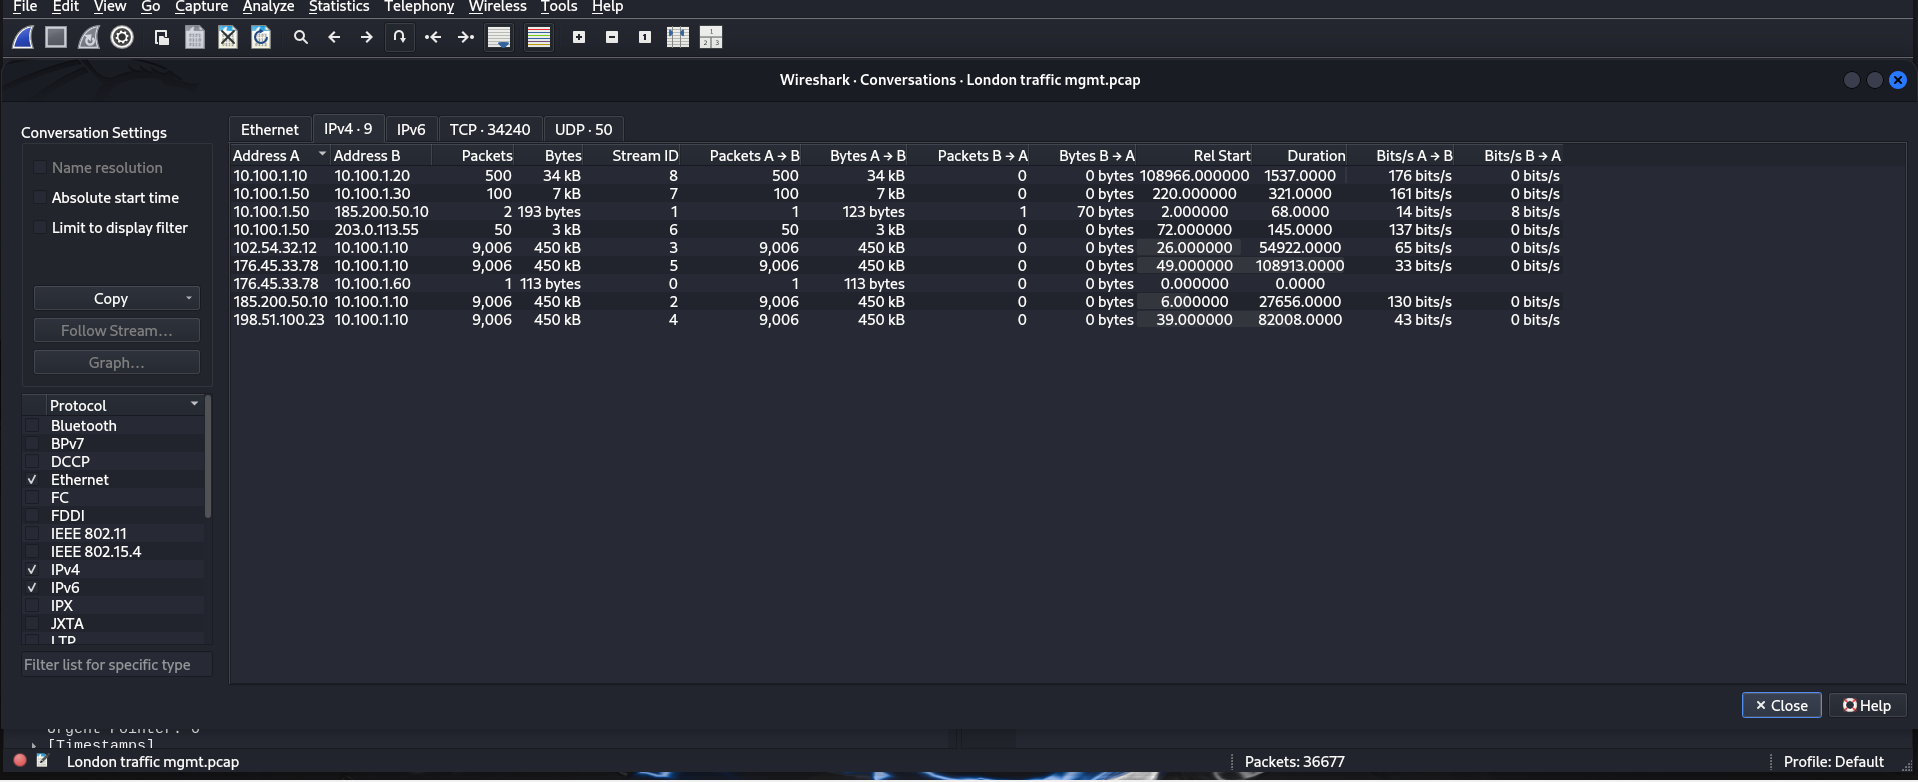 File Edit View Go Capture Analyze Statistics Telephony Wireless Tools Help
Wireshark · Conversations · London traffic mgmt.pcap
Conversation Settings
Name resolution
Absolute start time
Limit to display filter
Copy
Follow Stream…
Graph…
Protocol
Bluetooth
BPv7
DCCP
Ethernet
FC
FDDI
IEEE 802.11
IEEE 802.15.4
IPv4
IPv6
IPX
JXTA
LTP
Filter list for specific type
Ethernet IPv4 · 9 IPv6 TCP · 34240 UDP · 50
Address A Address B Packets Bytes Stream ID Packets A → B Bytes A → B Packets B → A Bytes B → A Rel Start Duration Bits/s A → B Bits/s B → A
10.100.1.10 10.100.1.20 500 34 kB 8 500 34 kB 0 0 bytes 108966.000000 1537.0000 176 bits/s 0 bits/s
10.100.1.50 10.100.1.30 100 7 kB 7 100 7 kB 0 0 bytes 220.000000 321.0000 161 bits/s 0 bits/s
10.100.1.50 185.200.50.10 2 193 bytes 1 1 123 bytes 1 70 bytes 2.000000 68.0000 14 bits/s 8 bits/s
10.100.1.50 203.0.113.55 50 3 kB 6 50 3 kB 0 0 bytes 72.000000 145.0000 137 bits/s 0 bits/s
102.54.32.12 10.100.1.10 9,006 450 kB 3 9,006 450 kB 0 0 bytes 26.000000 54922.0000 65 bits/s 0 bits/s
176.45.33.78 10.100.1.10 9,006 450 kB 5 9,006 450 kB 0 0 bytes 49.000000 108913.0000 33 bits/s 0 bits/s
176.45.33.78 10.100.1.60 1 113 bytes 0 1 113 bytes 0 0 bytes 0.000000 0.0000
185.200.50.10 10.100.1.10 9,006 450 kB 2 9,006 450 kB 0 0 bytes 6.000000 27656.0000 130 bits/s 0 bits/s
198.51.100.23 10.100.1.10 9,006 450 kB 4 9,006 450 kB 0 0 bytes 39.000000 82008.0000 43 bits/s 0 bits/s
Close Help
Urgent Pointer: 0
[Timestamps]
London traffic mgmt.pcap Packets: 36677 Profile: Default